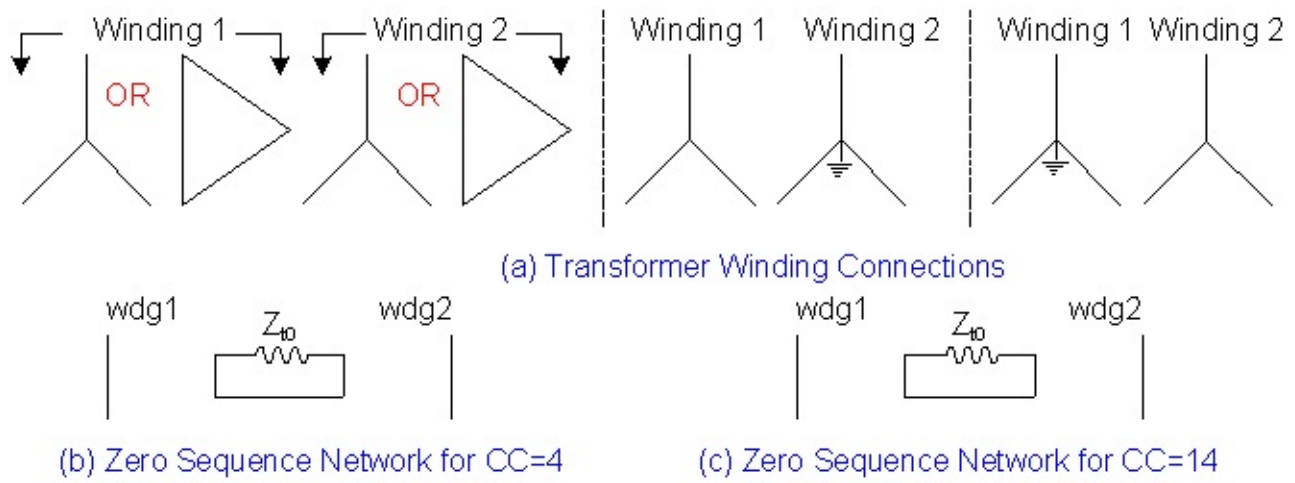 Winding 1 Winding 2 Winding 1 Winding 2 Winding 1 Winding 2
OR OR
(a) Transformer Winding Connections
wdg1 Zt0 wdg2 wdg1 Zt0 wdg2
(b) Zero Sequence Network for CC=4 (c) Zero Sequence Network for CC=14